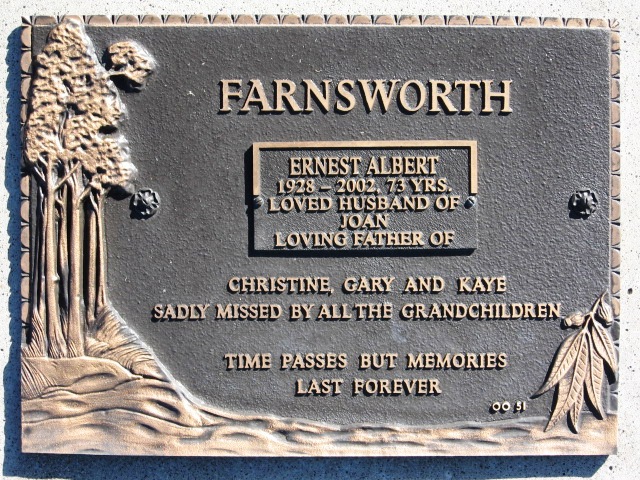 FARNSWORTH
ERNEST ALBERT
1928 - 2002, 73 YRS.
LOVED HUSBAND OF
JOAN
LOVING FATHER OF
CHRISTINE, GARY AND KAYE
SADLY MISSED BY ALL THE GRANDCHILDREN
TIME PASSES BUT MEMORIES
LAST FOREVER
OO 51